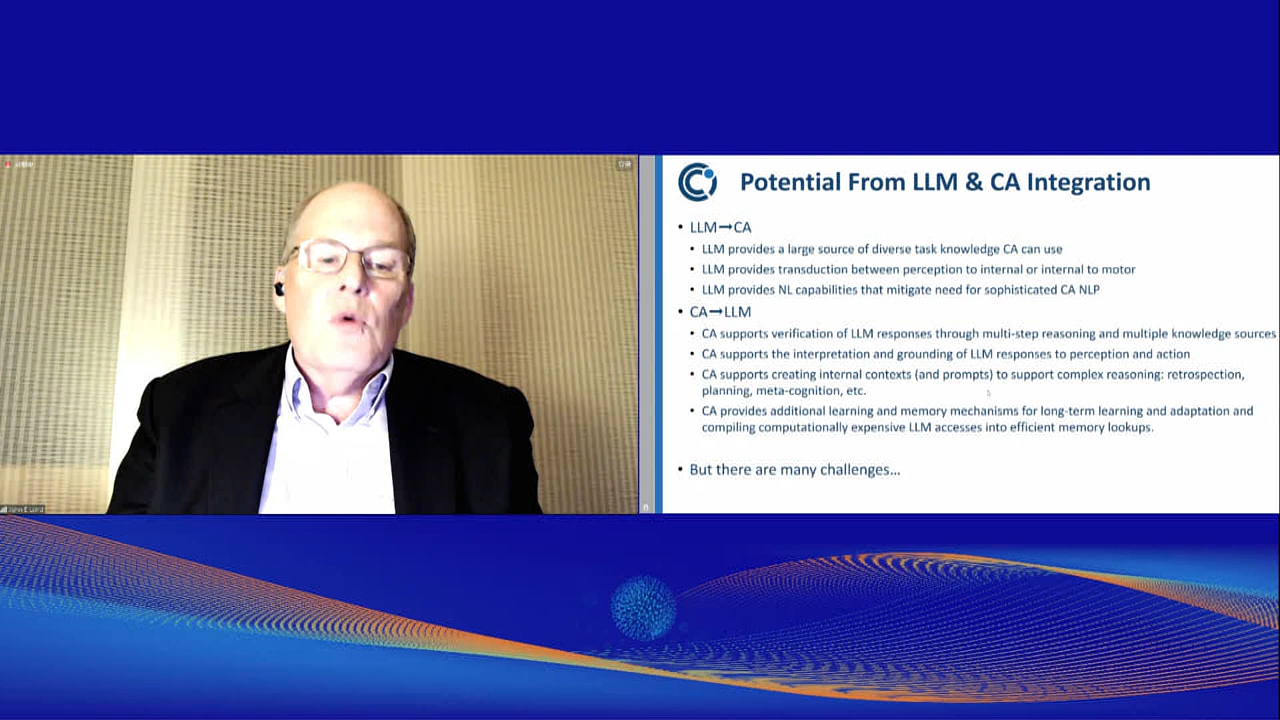 John E Laird
Potential From LLM & CA Integration
• LLM→CA
• LLM provides a large source of diverse task knowledge CA can use
• LLM provides transduction between perception to internal or internal to motor
• LLM provides NL capabilities that mitigate need for sophisticated CA NLP
• CA→LLM
• CA supports verification of LLM responses through multi-step reasoning and multiple knowledge sources
• CA supports the interpretation and grounding of LLM responses to perception and action
• CA supports creating internal contexts (and prompts) to support complex reasoning: retrospection,
planning, meta-cognition, etc.
• CA provides additional learning and memory mechanisms for long-term learning and adaptation and
compiling computationally expensive LLM accesses into efficient memory lookups.
• But there are many challenges...